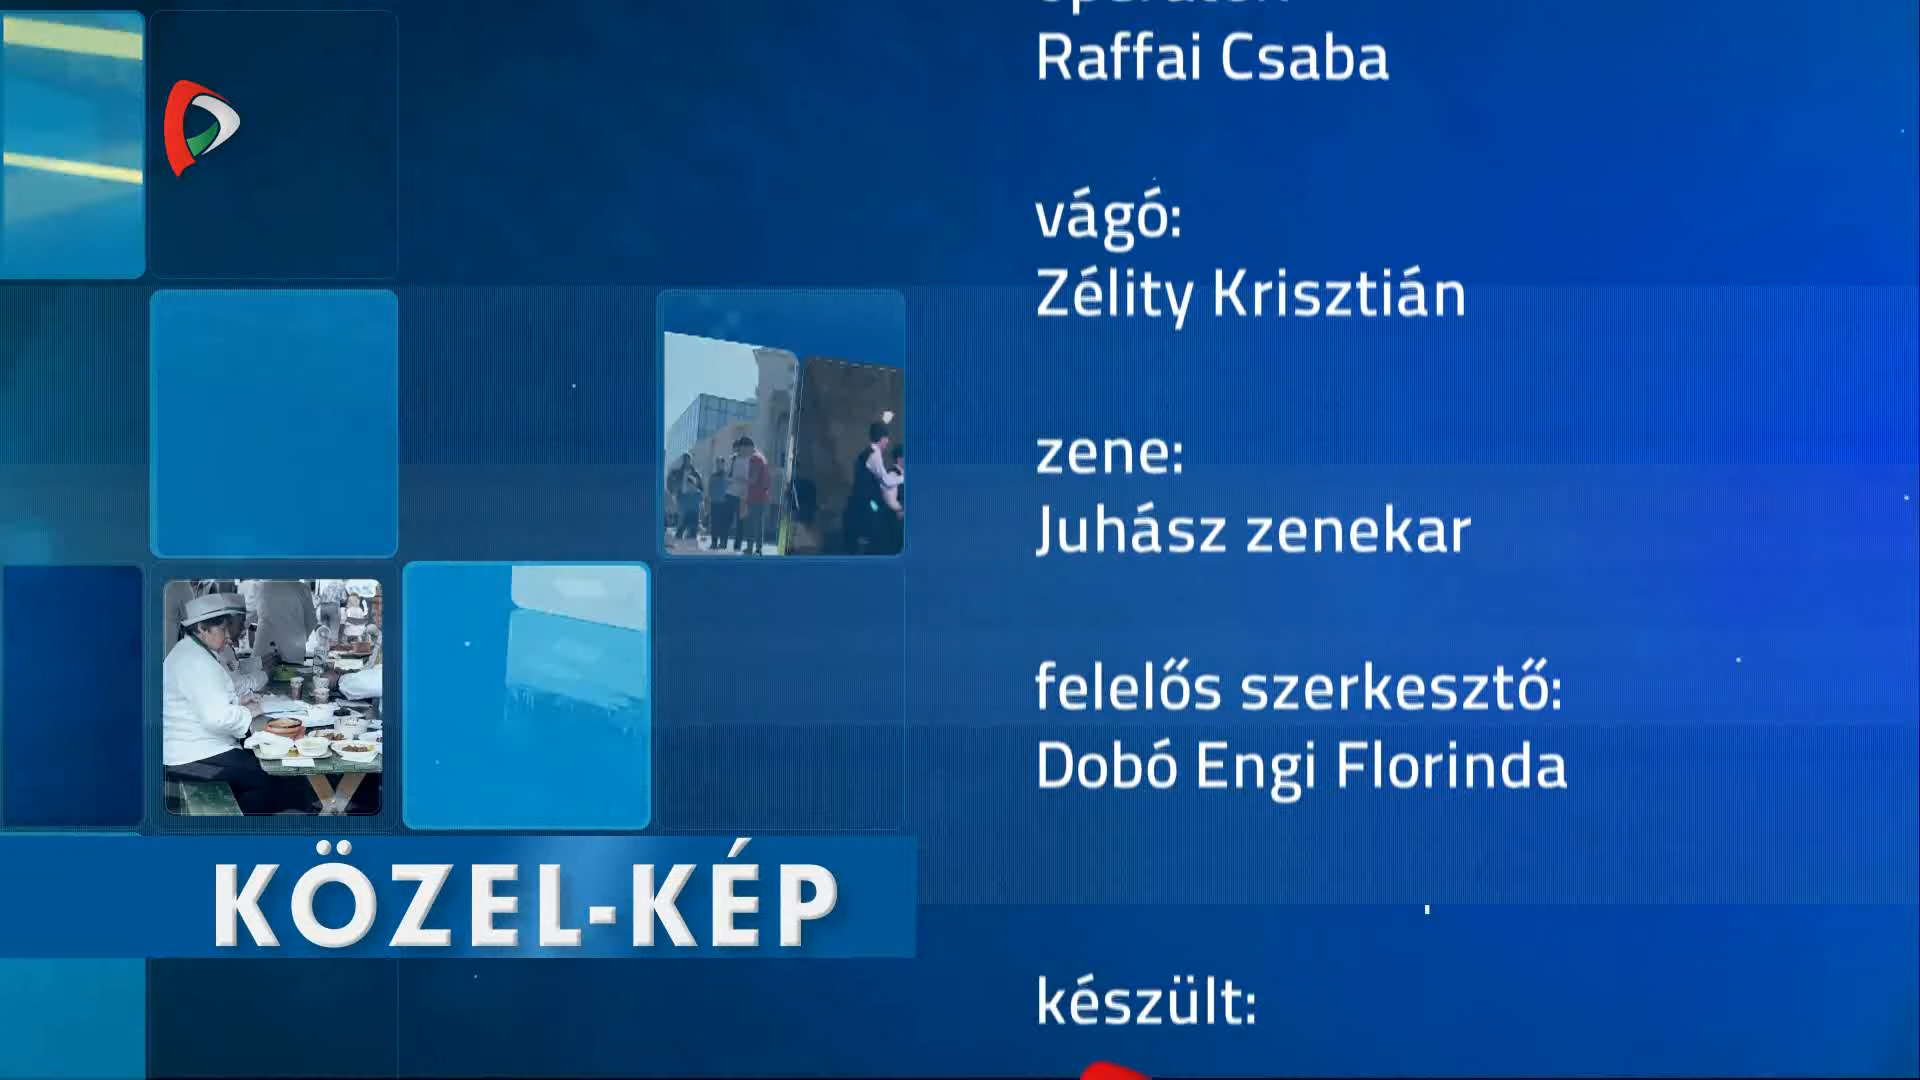 Raffai Csaba
vágó:
Zélity Krisztián
zene:
Juhász zenekar
felelős szerkesztő:
Dobó Engi Florinda
készült:
KÖZEL-KÉP